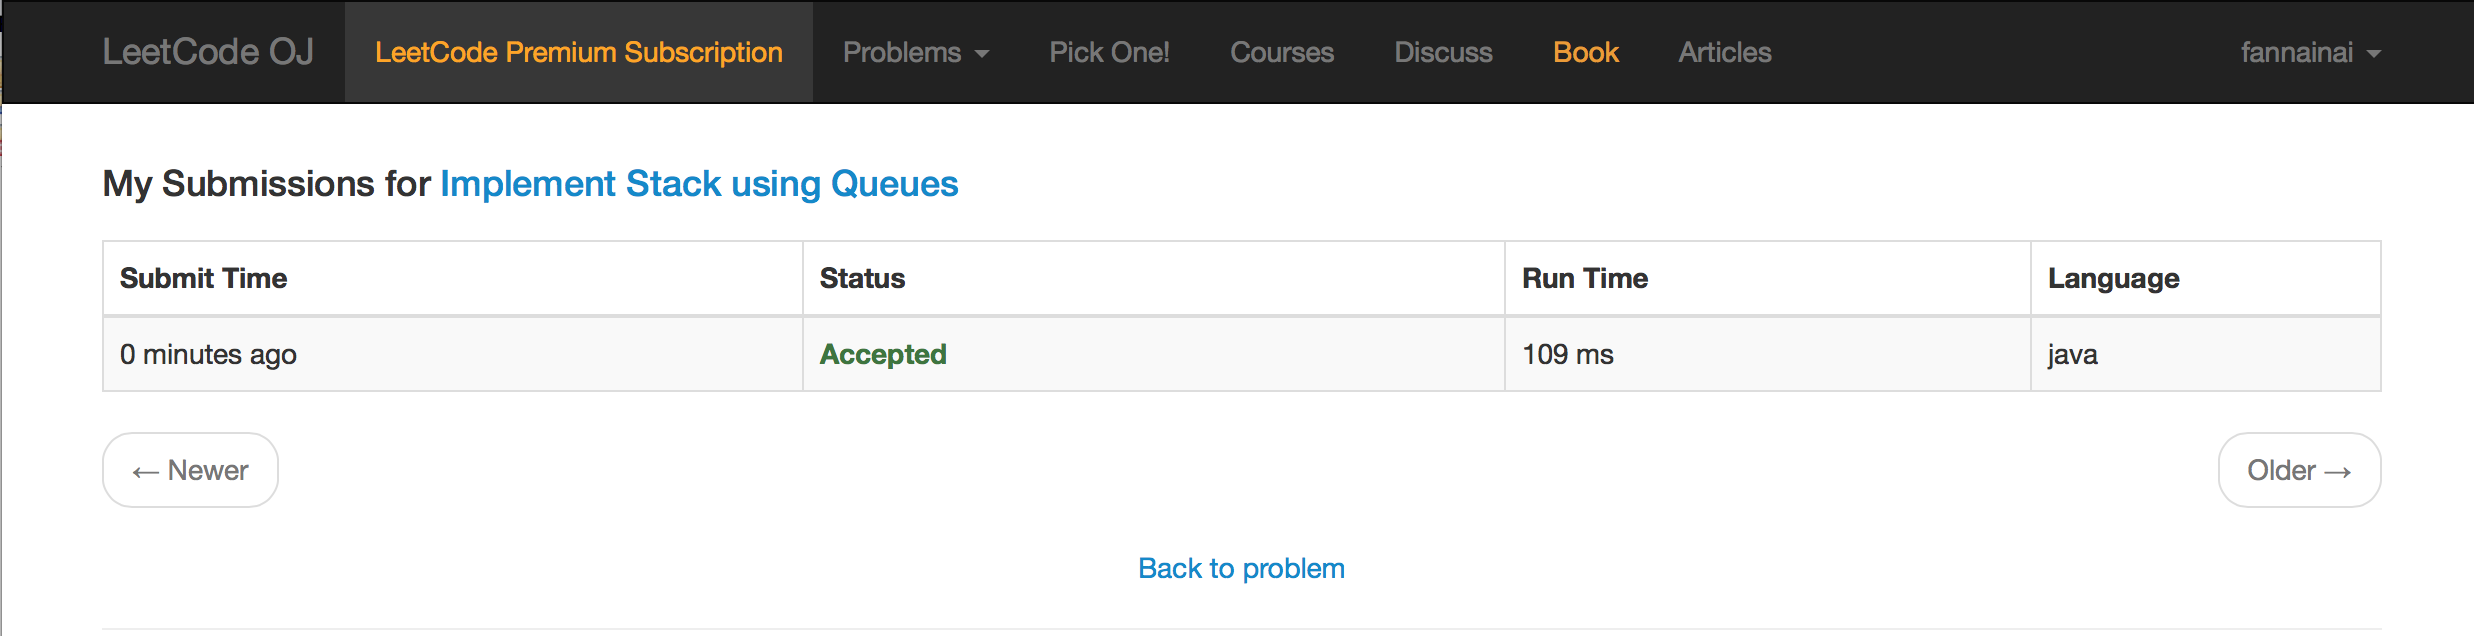 LeetCode OJ LeetCode Premium Subscription Problems Pick One! Courses Discuss Book Articles fannainai
My Submissions for Implement Stack using Queues
Submit Time Status Run Time Language
0 minutes ago Accepted 109 ms java
← Newer Older →
Back to problem